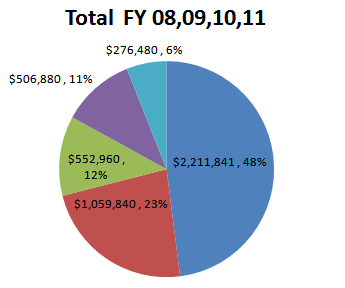 Total FY 08,09,10,11
$276,480 , 6%
$506,880 , 11%
$2,211,841 , 48%
$552,960 ,
12%
$1,059,840 , 23%